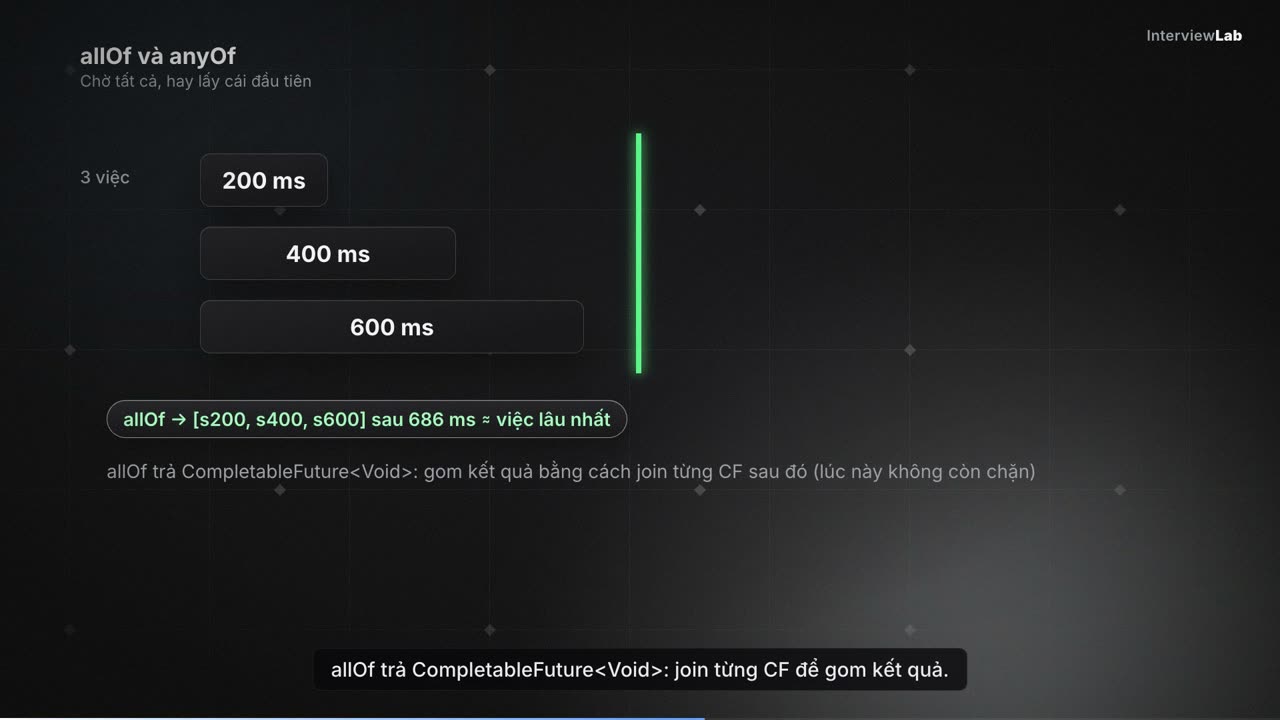 allOf và anyOf
Chờ tất cả, hay lấy cái đầu tiên
InterviewLab
3 việc
200 ms
400 ms
600 ms
allOf → [s200, s400, s600] sau 686 ms ≈ việc lâu nhất
allOf trả CompletableFuture<Void>: gom kết quả bằng cách join từng CF sau đó (lúc này không còn chặn)
allOf trả CompletableFuture<Void>: join từng CF để gom kết quả.